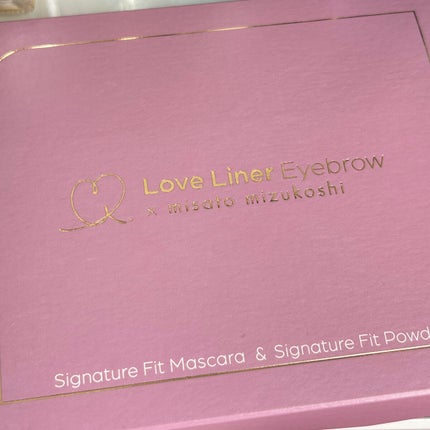 Love Liner Eyebrow
x misato mizukoshi
Signature Fit Mascara & Signature Fit Powd